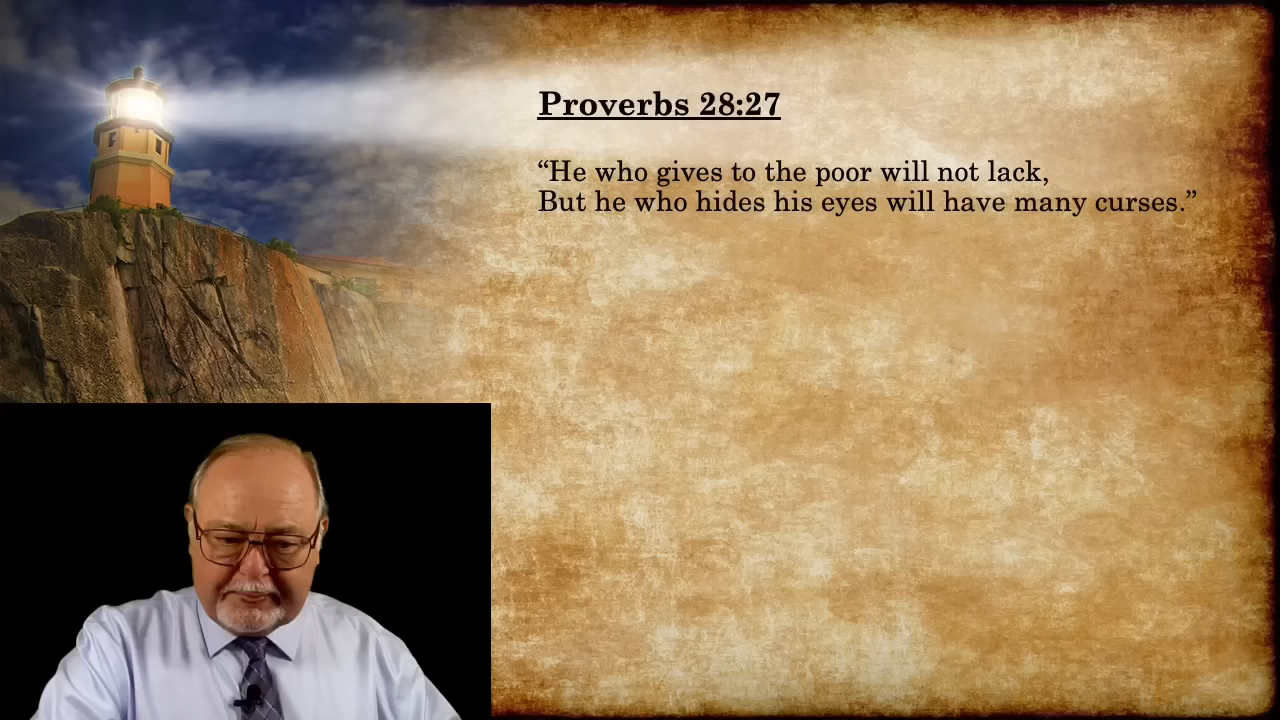 Proverbs 28:27
“He who gives to the poor will not lack,
But he who hides his eyes will have many curses.”